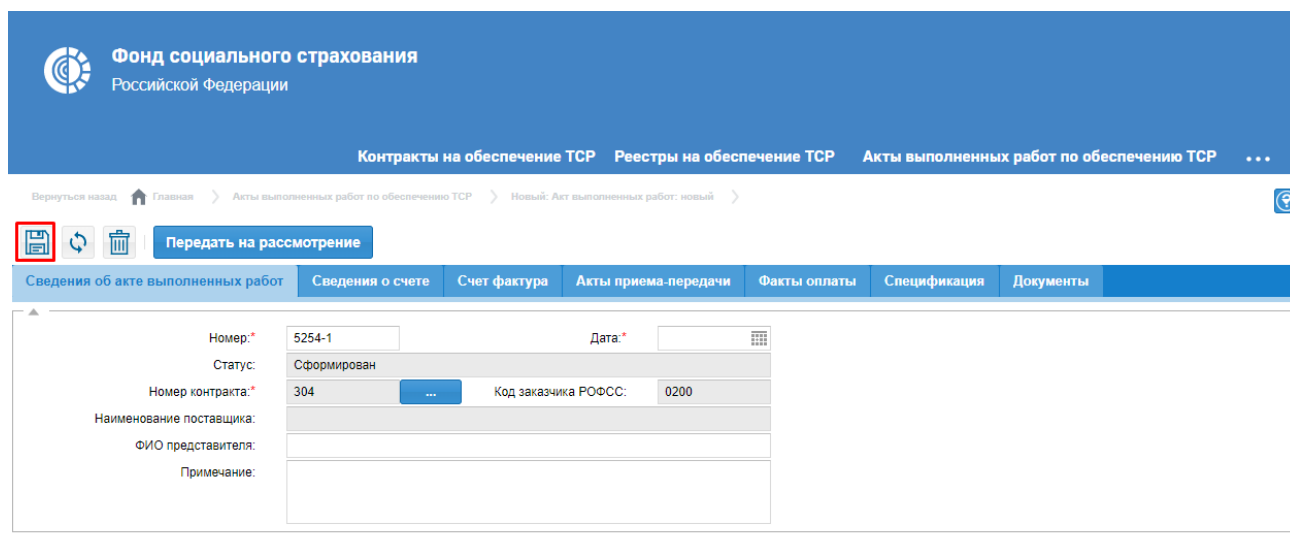 Фонд социального страхования
Российской Федерации
Контракты на обеспечение ТСР Реестры на обеспечение ТСР Акты выполненных работ по обеспечению ТСР ...
Вернуться назад Главная Акты выполненных работ по обеспечению ТСР Новый: Акт выполненных работ: новый
Передать на рассмотрение
Сведения об акте выполненных работ Сведения о счете Счет фактура Акты приема-передачи Факты оплаты Спецификация Документы
Номер:* 5254-1 Дата:*
Статус: Сформирован
Номер контракта:* 304 ... Код заказчика РОФСС: 0200
Наименование поставщика:
ФИО представителя:
Примечание: